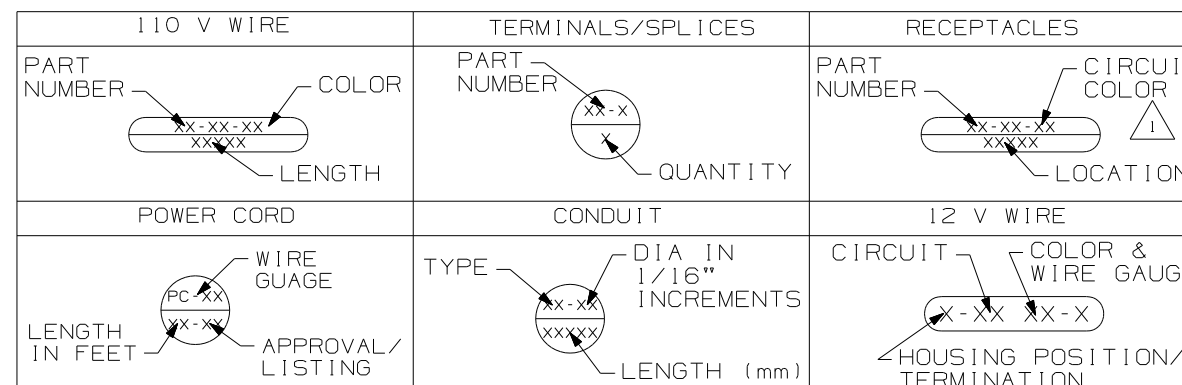 110 V WIRE
PART
NUMBER
COLOR
XX-XX-XX
XXXXX
LENGTH
TERMINALS/SPLICES
PART
NUMBER
XX-X
X
QUANTITY
RECEPTACLES
PART
NUMBER
CIRCUI
COLOR
1
XX-XX-XX
XXXXX
LOCATION
POWER CORD
WIRE
GUAGE
PC-XX
XX-XX
LENGTH
IN FEET
APPROVAL/
LISTING
CONDUIT
TYPE
DIA IN
1/16"
INCREMENTS
XX-XX
XXXXX
LENGTH (mm)
12 V WIRE
CIRCUIT
COLOR &
WIRE GAUG
X-XX XX-X
HOUSING POSITION/
TERMINATION